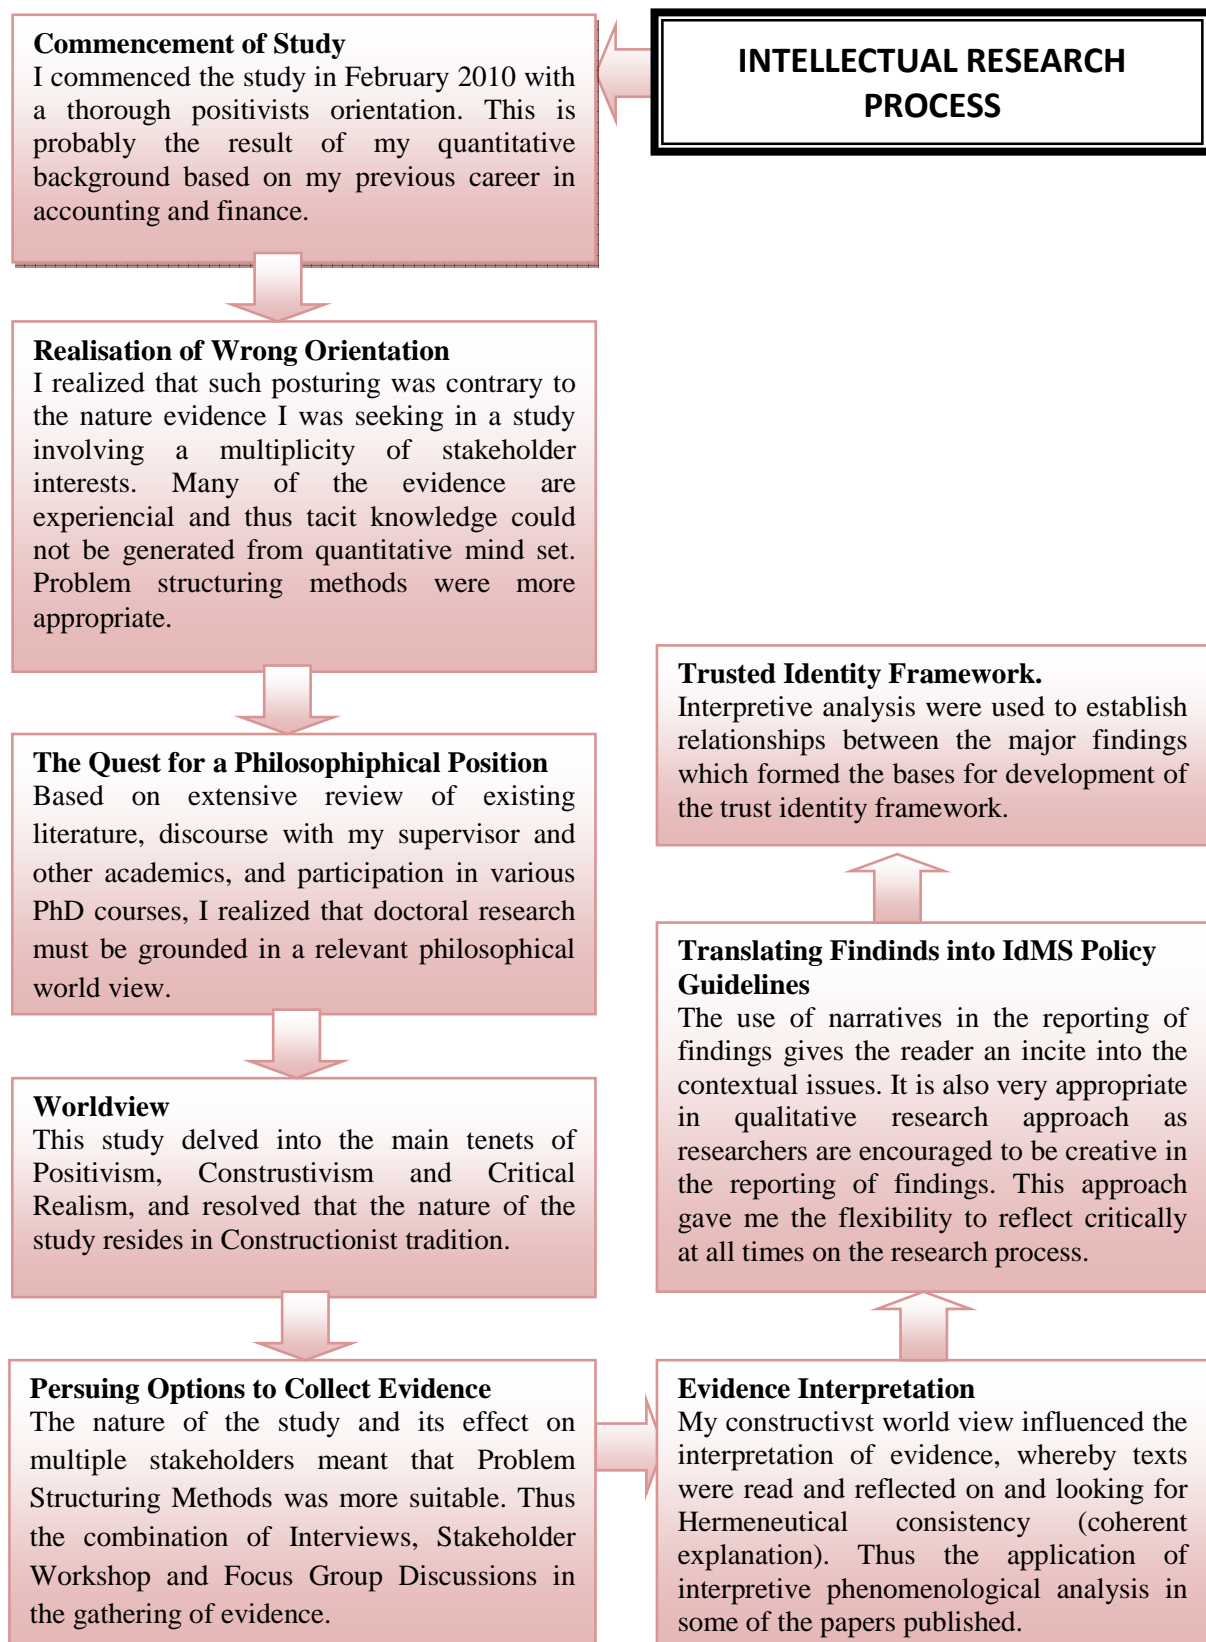 INTELLECTUAL RESEARCH
PROCESS
Commencement of Study
I commenced the study in February 2010 with
a thorough positivists orientation. This is
probably the result of my quantitative
background based on my previous career in
accounting and finance.
Realisation of Wrong Orientation
I realized that such posturing was contrary to
the nature evidence I was seeking in a study
involving a multiplicity of stakeholder
interests. Many of the evidence are
experiencial and thus tacit knowledge could
not be generated from quantitative mind set.
Problem structuring methods were more
appropriate.
The Quest for a Philosophiphical Position
Based on extensive review of existing
literature, discourse with my supervisor and
other academics, and participation in various
PhD courses, I realized that doctoral research
must be grounded in a relevant philosophical
world view.
Worldview
This study delved into the main tenets of
Positivism, Construstivism and Critical
Realism, and resolved that the nature of the
study resides in Constructionist tradition.
Persuing Options to Collect Evidence
The nature of the study and its effect on
multiple stakeholders meant that Problem
Structuring Methods was more suitable. Thus
the combination of Interviews, Stakeholder
Workshop and Focus Group Discussions in
the gathering of evidence.
Evidence Interpretation
My constructivst world view influenced the
interpretation of evidence, whereby texts
were read and reflected on and looking for
Hermeneutical consistency (coherent
explanation). Thus the application of
interpretive phenomenological analysis in
some of the papers published.
Translating Findinds into IdMS Policy
Guidelines
The use of narratives in the reporting of
findings gives the reader an incite into the
contextual issues. It is also very appropriate
in qualitative research approach as
researchers are encouraged to be creative in
the reporting of findings. This approach
gave me the flexibility to reflect critically
at all times on the research process.
Trusted Identity Framework.
Interpretive analysis were used to establish
relationships between the major findings
which formed the bases for development of
the trust identity framework.